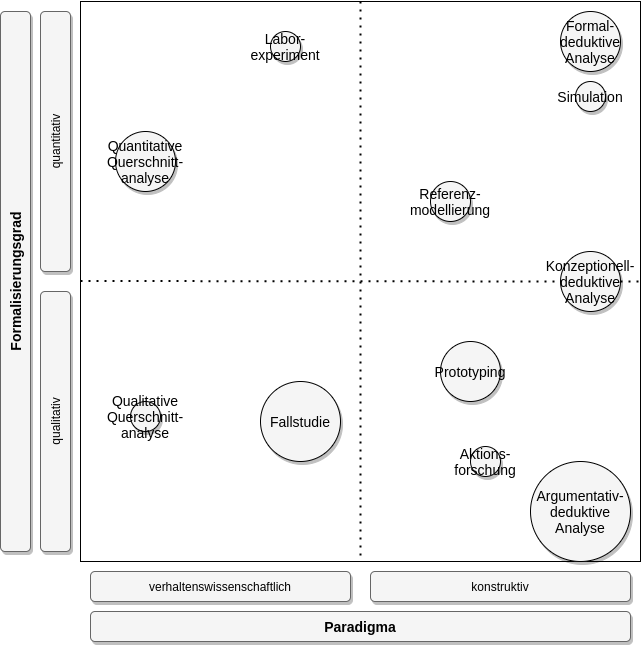 Formalisierungsgrad
quantitativ
qualitativ
Labor-
experiment
Formal-
deduktive
Analyse
Simulation
Quantitative
Querschnitt-
analyse
Referenz-
modellierung
Konzeptionell-
deduktive
Analyse
Prototyping
Qualitative
Querschnitt-
analyse
Fallstudie
Aktions-
forschung
Argumentativ-
deduktive
Analyse
verhaltenswissenschaftlich
konstruktiv
Paradigma